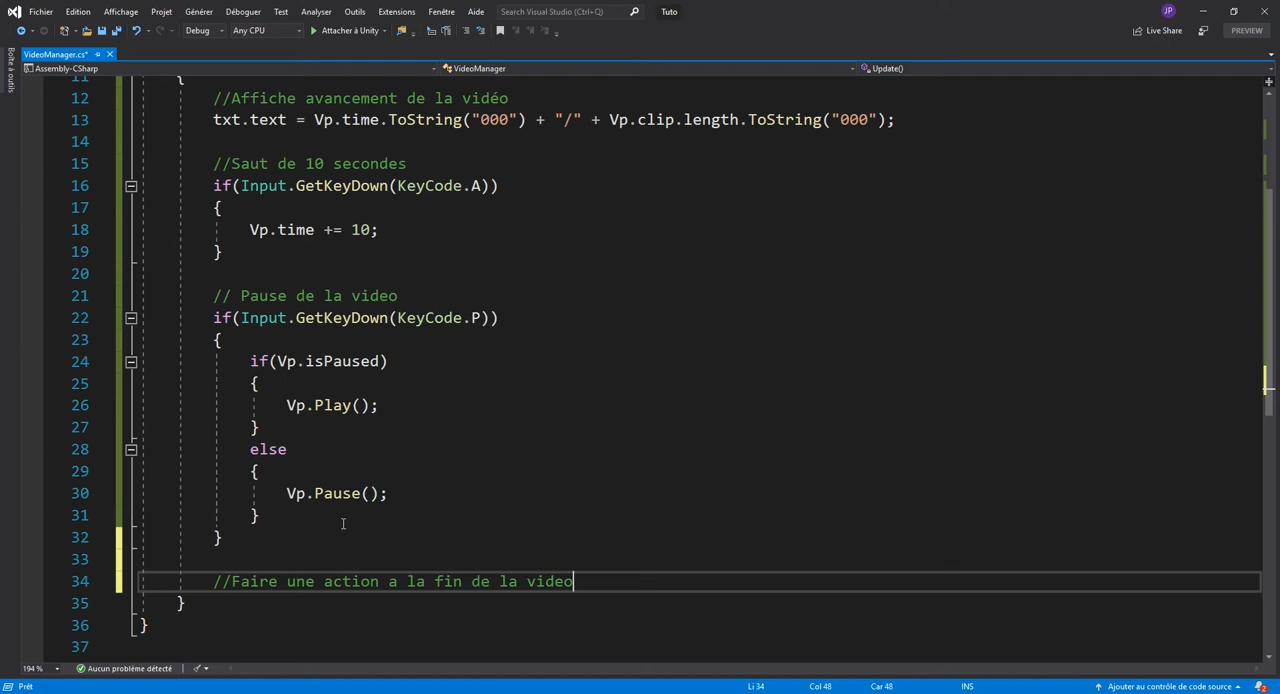 Fichier Edition Affichage Projet Générer Déboguer Test Analyser Outils Extensions Fenêtre Aide Search Visual Studio (Ctrl+Q) Tuto JP
Debug Any CPU Attacher à Unity Live Share PREVIEW
Boîte à outils
VideoManager.cs*
Assembly-CSharp VideoManager Update()
11 {
12 //Affiche avancement de la vidéo
13 txt.text = Vp.time.ToString("000") + "/" + Vp.clip.length.ToString("000");
14
15 //Saut de 10 secondes
16 if(Input.GetKeyDown(KeyCode.A))
17 {
18 Vp.time += 10;
19 }
20
21 // Pause de la video
22 if(Input.GetKeyDown(KeyCode.P))
23 {
24 if(Vp.isPaused)
25 {
26 Vp.Play();
27 }
28 else
29 {
30 Vp.Pause();
31 }
32 }
33
34 //Faire une action a la fin de la video
35 }
36 }
37
194 % Aucun problème détecté
Prêt Li 34 Col 48 Car 48 INS Ajouter au contrôle de code source 2